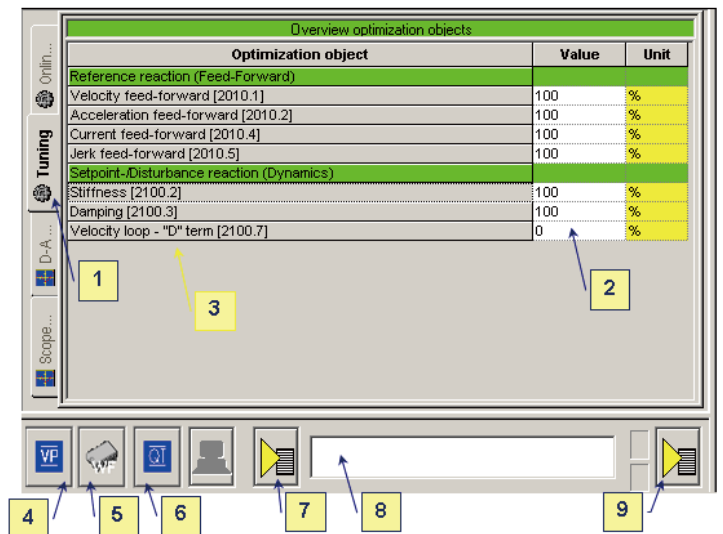 Overview optimization objects
Optimization object Value Unit
Reference reaction (Feed-Forward)
Velocity feed-forward [2010.1] 100 %
Acceleration feed-forward [2010.2] 100 %
Current feed-forward [2010.4] 100 %
Jerk feed-forward [2010.5] 100 %
Setpoint-/Disturbance reaction (Dynamics)
Stiffness [2100.2] 100 %
Damping [2100.3] 100 %
Velocity loop - "D" term [2100.7] 0 %
Onlin...
Tuning
D-A ...
Scope...
1
2
3
VP
WF
QT
4
5
6
7
8
9